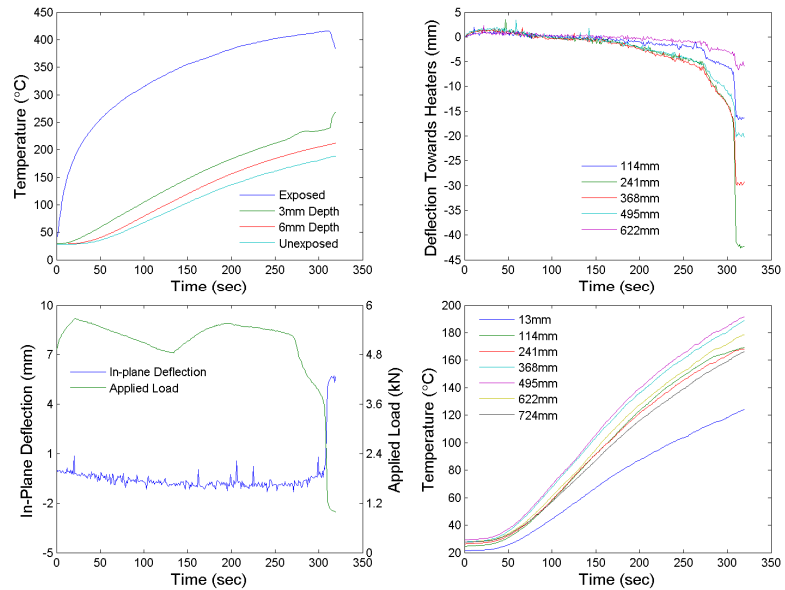 Temperature (°C)
450
400
350
300
250
200
150
100
50
0
Exposed
3mm Depth
6mm Depth
Unexposed
0 50 100 150 200 250 300 350
Time (sec)
Deflection Towards Heaters (mm)
5
0
-5
-10
-15
-20
-25
-30
-35
-40
-45
114mm
241mm
368mm
495mm
622mm
0 50 100 150 200 250 300 350
Time (sec)
In-Plane Deflection (mm)
10
7
4
1
-2
-5
In-plane Deflection
Applied Load
6
4.8
3.6
2.4
1.2
0
Applied Load (kN)
0 50 100 150 200 250 300 350
Time (sec)
Temperature (°C)
200
180
160
140
120
100
80
60
40
20
13mm
114mm
241mm
368mm
495mm
622mm
724mm
0 50 100 150 200 250 300 350
Time (sec)